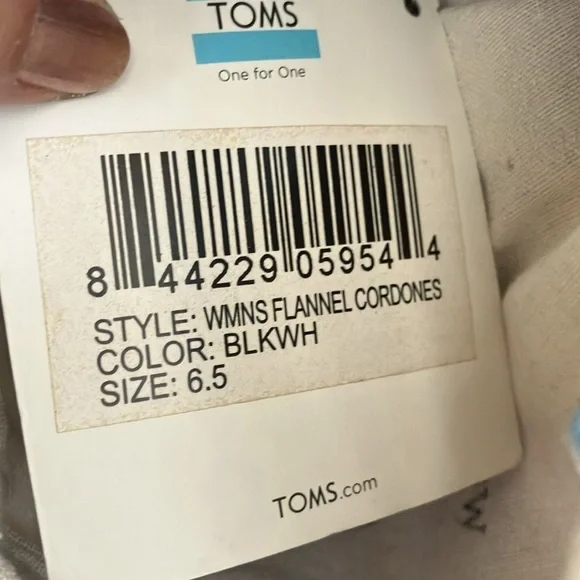 TOMS
One for One
8 44229 05954 4
STYLE: WMNS FLANNEL CORDONES
COLOR: BLKWH
SIZE: 6.5
TOMS.com
W